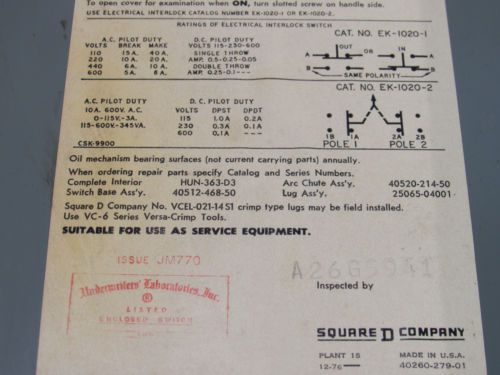 To open cover for examination when ON, turn slotted screw on handle side.
USE ELECTRICAL INTERLOCK CATALOG NUMBER EK-1020-1 OR EK-1020-2.
RATINGS OF ELECTRICAL INTERLOCK SWITCH
A.C. PILOT DUTY
VOLTS BREAK MAKE
110 15A. 40A.
220 10A. 20A.
440 6A. 10A.
600 5A. 8A.
D.C. PILOT DUTY
VOLTS 115-230-600
SINGLE THROW
AMP. 0.5-0.25-0.05
DOUBLE THROW
AMP. 0.25-0.1---
CAT. NO. EK-1020-1
OUT
A OR B
IN
A OR B
SAME POLARITY
A.C. PILOT DUTY
10A. 600V. A.C.
0-115V.-3A.
115-600V.-345VA.
D.C. PILOT DUTY
VOLTS DPST DPDT
115 1.0A 0.2A
230 0.3A 0.1A
600 0.1A ---
CAT. NO. EK-1020-2
1B 1A 2A 2B
POLE 1 POLE 2
CSK-9900
Oil mechanism bearing surfaces (not current carrying parts) annually.
When ordering repair parts specify Catalog and Series Numbers.
Complete Interior HUN-363-D3 Arc Chute Ass'y. 40520-214-50
Switch Base Ass'y. 40512-468-50 Lug Ass'y. 25065-04001
Square D Company No. VCEL-021-14S1 crimp type lugs may be field installed.
Use VC-6 Series Versa-Crimp Tools.
SUITABLE FOR USE AS SERVICE EQUIPMENT.
ISSUE JM770
Underwriters' Laboratories, Inc.
®
LISTED
ENCLOSED SWITCH
Inspected by
SQUARE D COMPANY
PLANT 15 MADE IN U.S.A.
12-76 40260-279-01